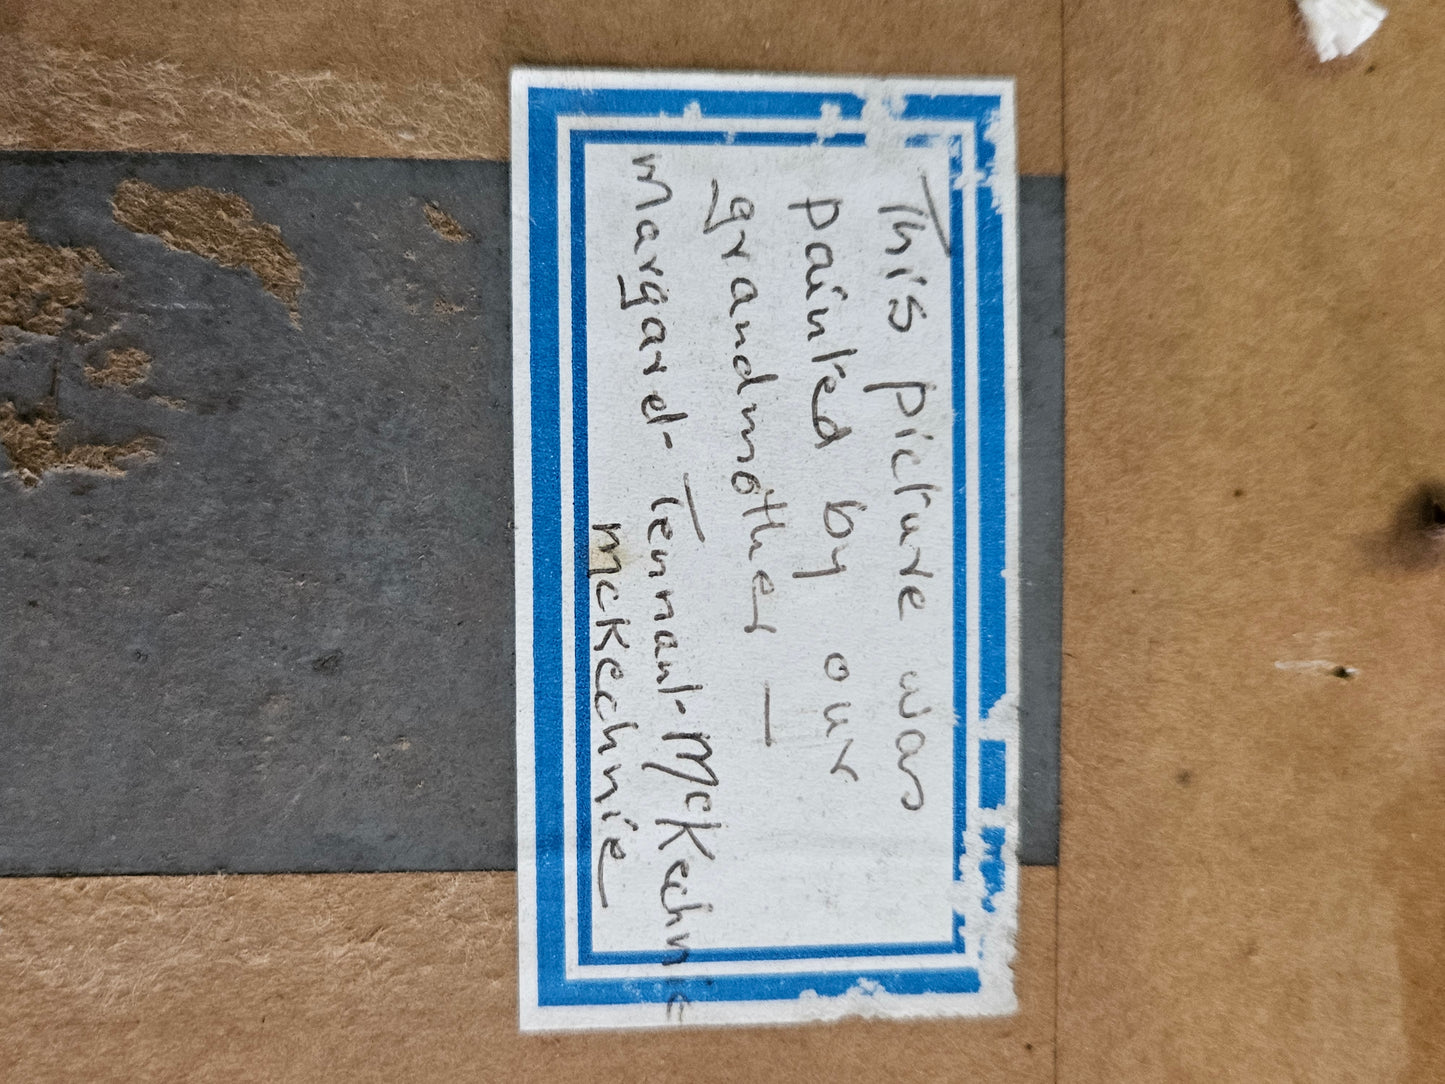 This picture was
painted by our
grandmother —
Margaret Tennant McKechnie
McKechnie